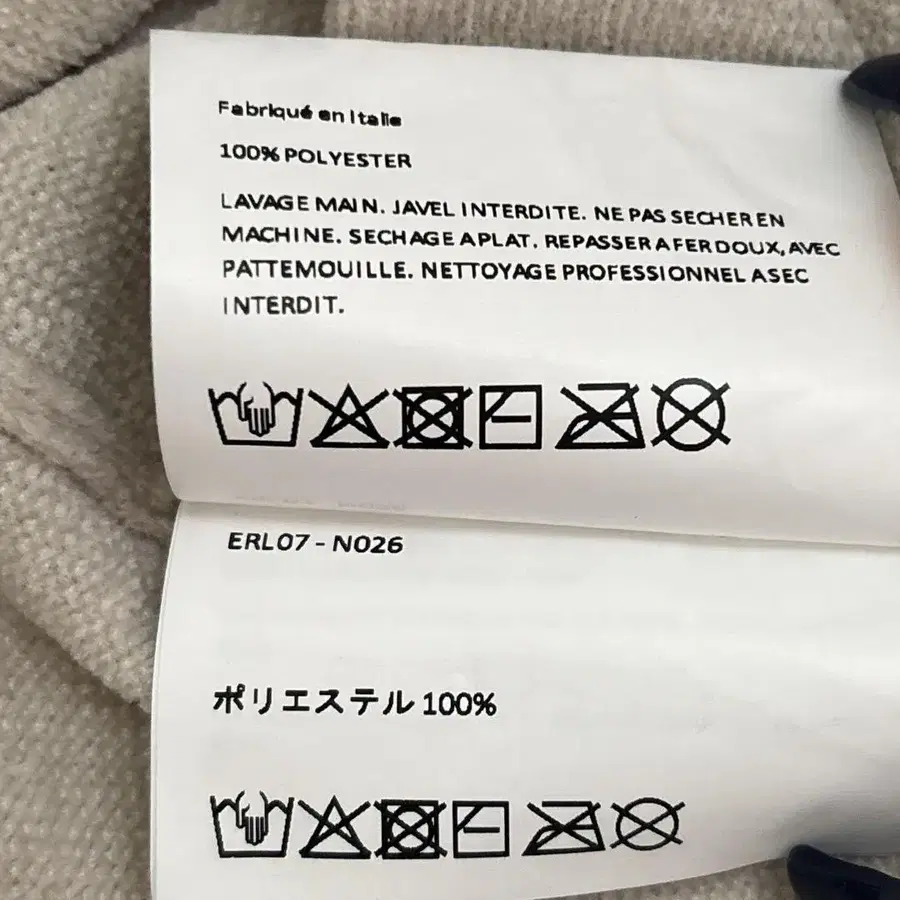 Fabriqué en Italie
100% POLYESTER
LAVAGE MAIN. JAVEL INTERDITE. NE PAS SECHER EN
MACHINE. SECHAGE A PLAT. REPASSER A FER DOUX, AVEC
PATTEMOUILLE. NETTOYAGE PROFESSIONNEL A SEC
INTERDIT.
ERL07 - N026
ポリエステル 100%